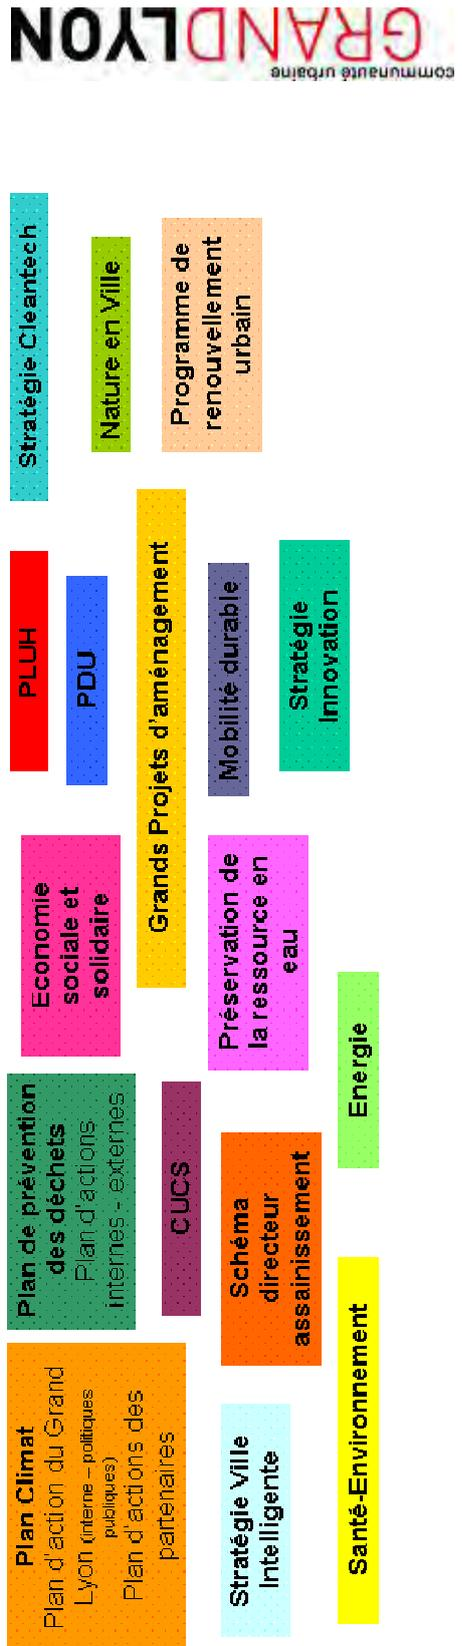 communauté urbaine
GRANDLYON
Plan Climat
Plan d'action du Grand
Lyon (interne – politiques
publiques)
Plan d'actions des
partenaires
Plan de prévention
des déchets
Plan d'actions
internes - externes
Economie
sociale et
solidaire
PLUH
Stratégie Cleantech
PDU
Nature en Ville
Grands Projets d'aménagement
CUCS
Programme de
renouvellement
urbain
Stratégie Ville
Intelligente
Schéma
directeur
assainissement
Préservation de
la ressource en
eau
Mobilité durable
Stratégie
Innovation
Santé-Environnement
Energie